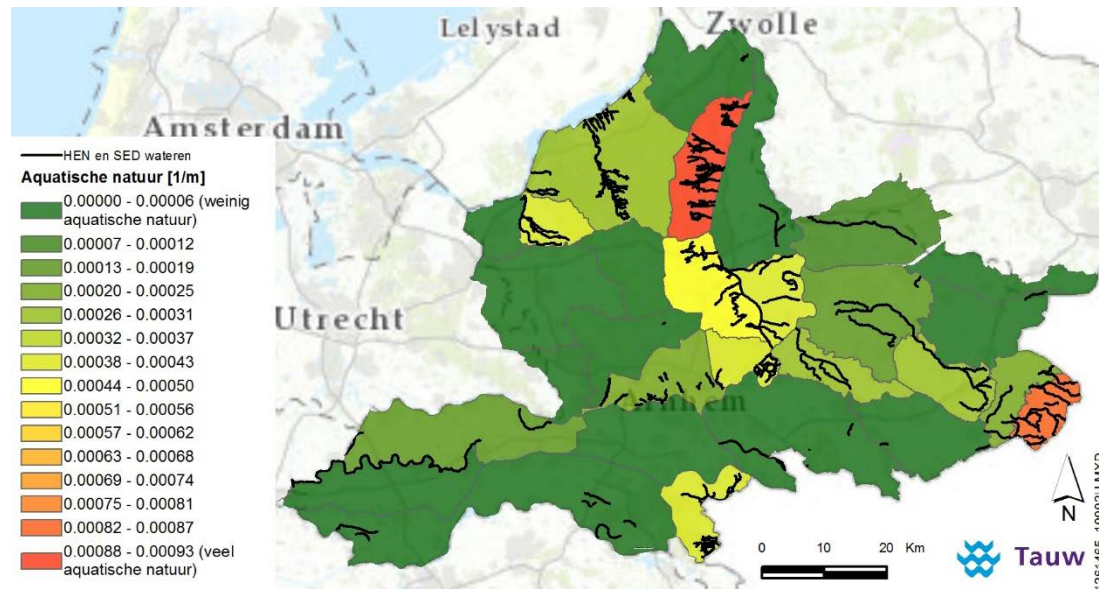 Lelystad
Zwolle
Amsterdam
Utrecht
Arnhem
HEN en SED wateren
Aquatische natuur [1/m]
0.00000 - 0.00006 (weinig
aquatische natuur)
0.00007 - 0.00012
0.00013 - 0.00019
0.00020 - 0.00025
0.00026 - 0.00031
0.00032 - 0.00037
0.00038 - 0.00043
0.00044 - 0.00050
0.00051 - 0.00056
0.00057 - 0.00062
0.00063 - 0.00068
0.00069 - 0.00074
0.00075 - 0.00081
0.00082 - 0.00087
0.00088 - 0.00093 (veel
aquatische natuur)
N
0 10 20 Km
Tauw